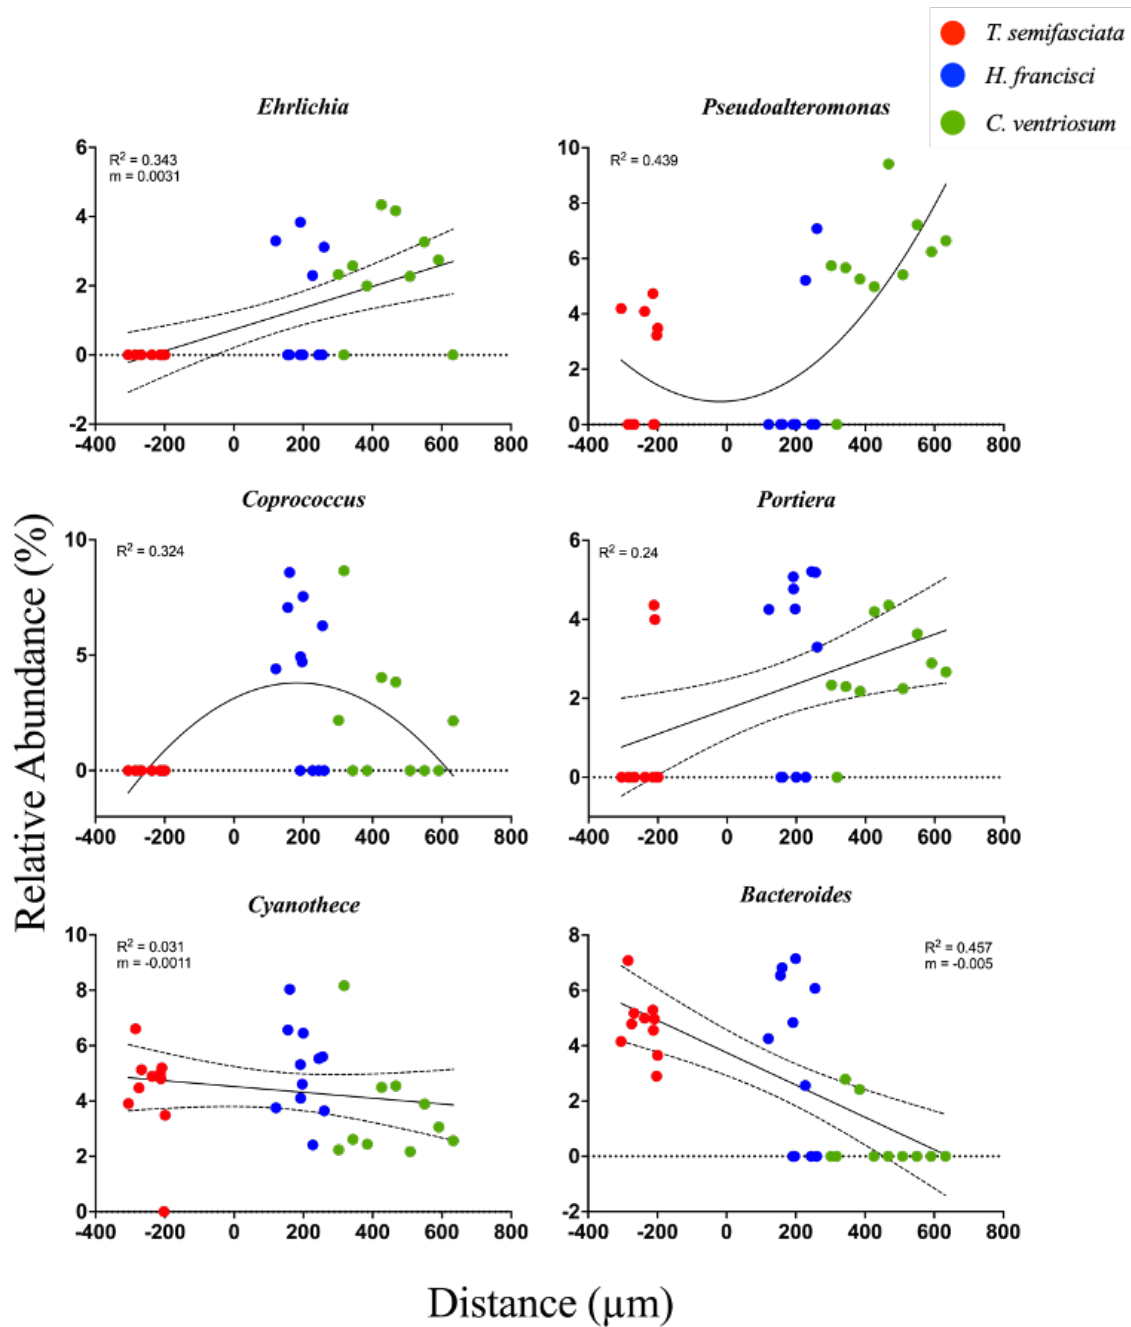 T. semifasciata
H. francisci
C. ventriosum
Ehrlichia
R² = 0.343
m = 0.0031
6
4
2
0
-2
-400 -200 0 200 400 600 800
Pseudoalteromonas
R² = 0.439
10
8
6
4
2
0
-400 -200 0 200 400 600 800
Coprococcus
R² = 0.324
10
5
0
-400 -200 0 200 400 600 800
Portiera
R² = 0.24
6
4
2
0
-400 -200 0 200 400 600 800
Cyanothece
R² = 0.031
m = -0.0011
10
8
6
4
2
0
-400 -200 0 200 400 600 800
Bacteroides
R² = 0.457
m = -0.005
8
6
4
2
0
-2
-400 -200 0 200 400 600 800
Relative Abundance (%)
Distance (µm)